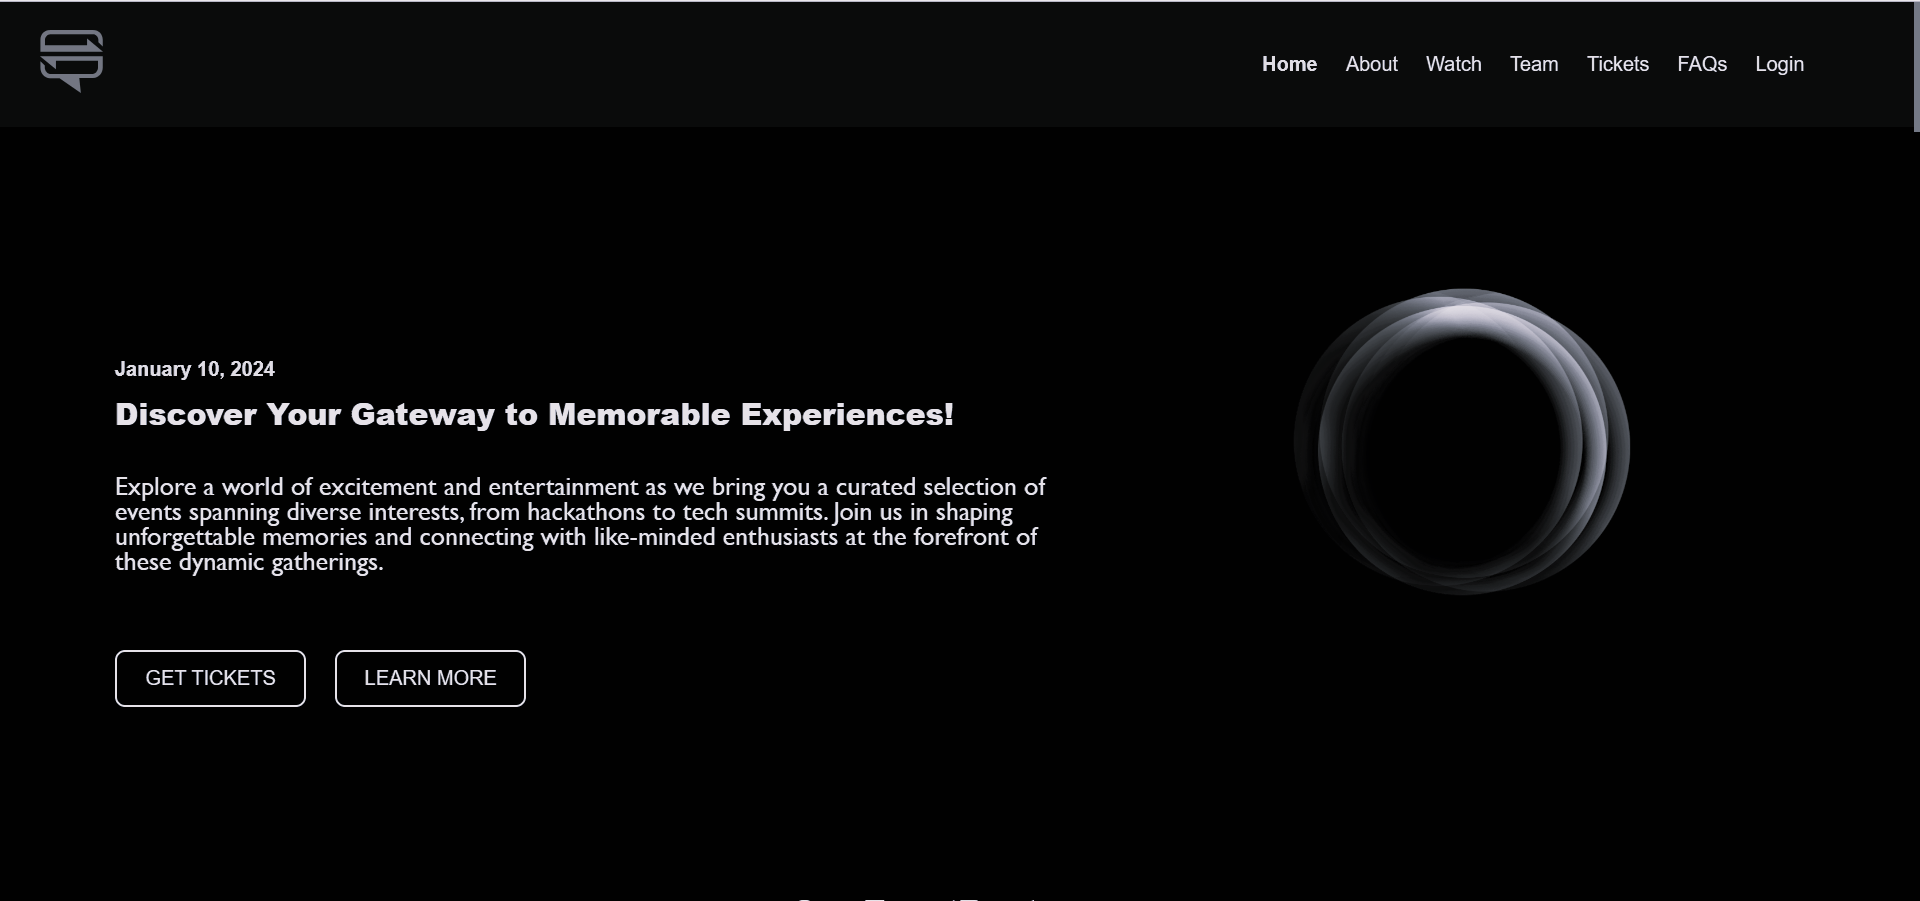 Home About Watch Team Tickets FAQs Login
January 10, 2024
Discover Your Gateway to Memorable Experiences!
Explore a world of excitement and entertainment as we bring you a curated selection of
events spanning diverse interests, from hackathons to tech summits. Join us in shaping
unforgettable memories and connecting with like-minded enthusiasts at the forefront of
these dynamic gatherings.
GET TICKETS LEARN MORE